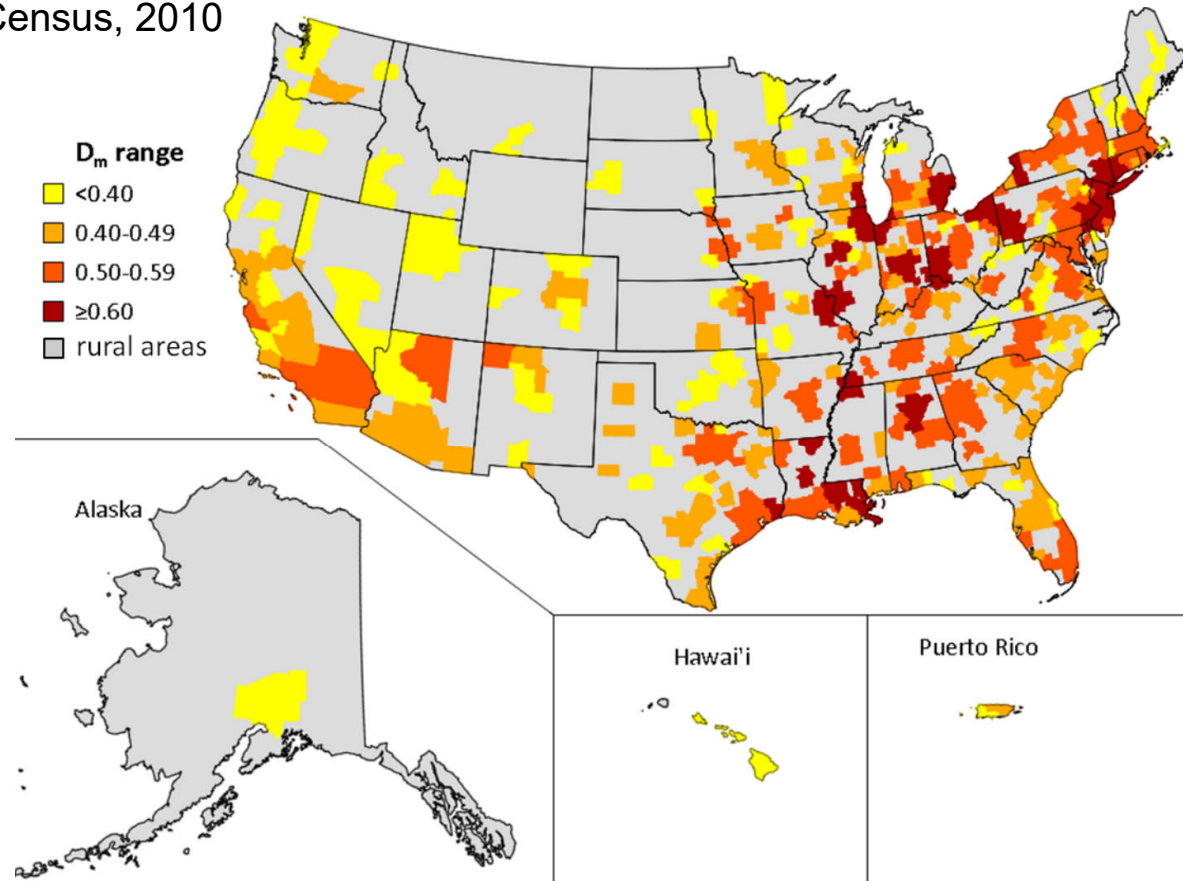 Census, 2010
Dm range
<0.40
0.40-0.49
0.50-0.59
≥0.60
rural areas
Alaska
Hawai'i
Puerto Rico